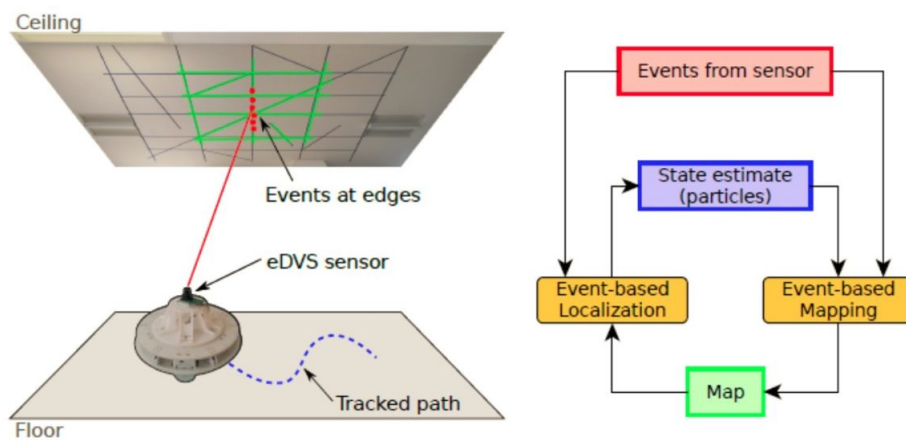 Ceiling
Events at edges
eDVS sensor
Tracked path
Floor
Events from sensor
State estimate
(particles)
Event-based
Localization
Event-based
Mapping
Map